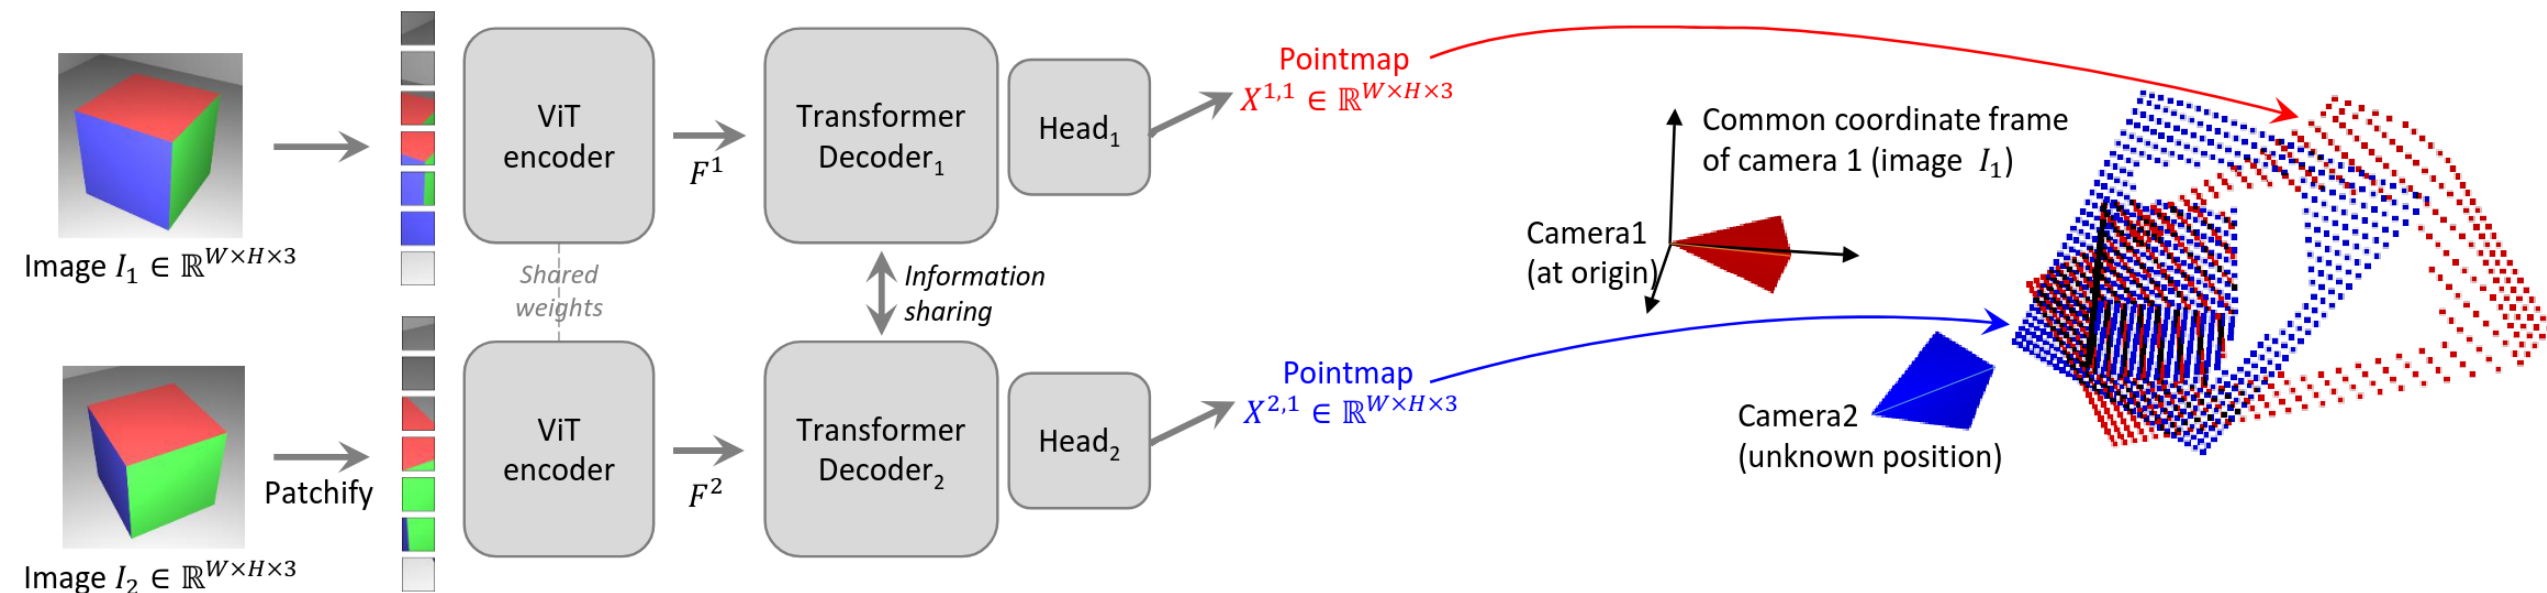 Image I₁ ∈ ℝ^{W×H×3}
Image I₂ ∈ ℝ^{W×H×3}
Patchify
ViT
encoder
Shared
weights
ViT
encoder
F¹
F²
Transformer
Decoder₁
Information
sharing
Transformer
Decoder₂
Head₁
Head₂
Pointmap
X^{1,1} ∈ ℝ^{W×H×3}
Pointmap
X^{2,1} ∈ ℝ^{W×H×3}
Common coordinate frame
of camera 1 (image I₁)
Camera1
(at origin)
Camera2
(unknown position)